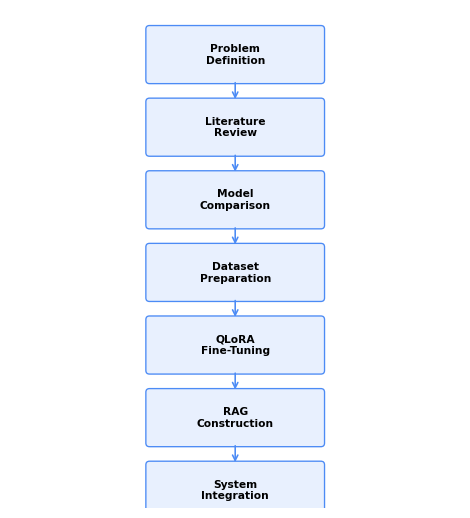 Problem
Definition
Literature
Review
Model
Comparison
Dataset
Preparation
QLoRA
Fine-Tuning
RAG
Construction
System
Integration